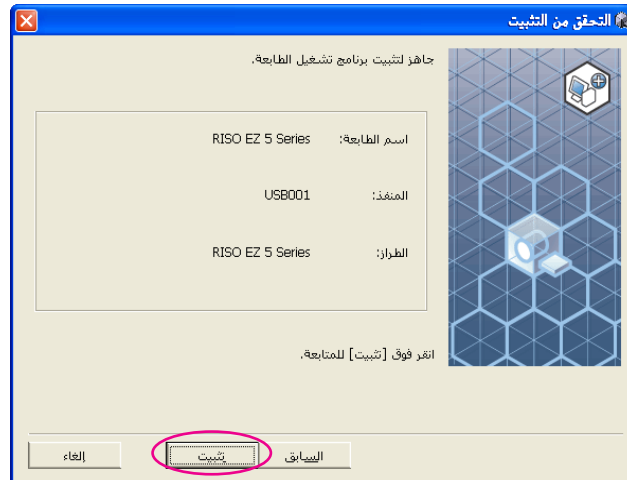 التحقق من التثبيت
جاهز لتثبيت برنامج تشغيل الطابعة.
اسم الطابعة: RISO EZ 5 Series
المنفذ: USB001
الطراز: RISO EZ 5 Series
انقر فوق [تثبيت] للمتابعة.
السابق تثبيت إلغاء